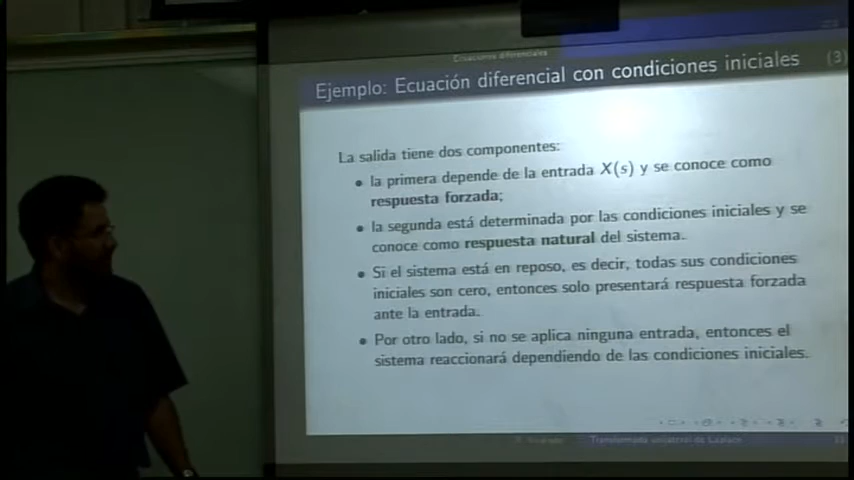 Ecuaciones diferenciales
Ejemplo: Ecuación diferencial con condiciones iniciales (3)
La salida tiene dos componentes:
• la primera depende de la entrada X(s) y se conoce como
respuesta forzada;
• la segunda está determinada por las condiciones iniciales y se
conoce como respuesta natural del sistema.
• Si el sistema está en reposo, es decir, todas sus condiciones
iniciales son cero, entonces solo presentará respuesta forzada
ante la entrada.
• Por otro lado, si no se aplica ninguna entrada, entonces el
sistema reaccionará dependiendo de las condiciones iniciales.
Transformada unilateral de Laplace